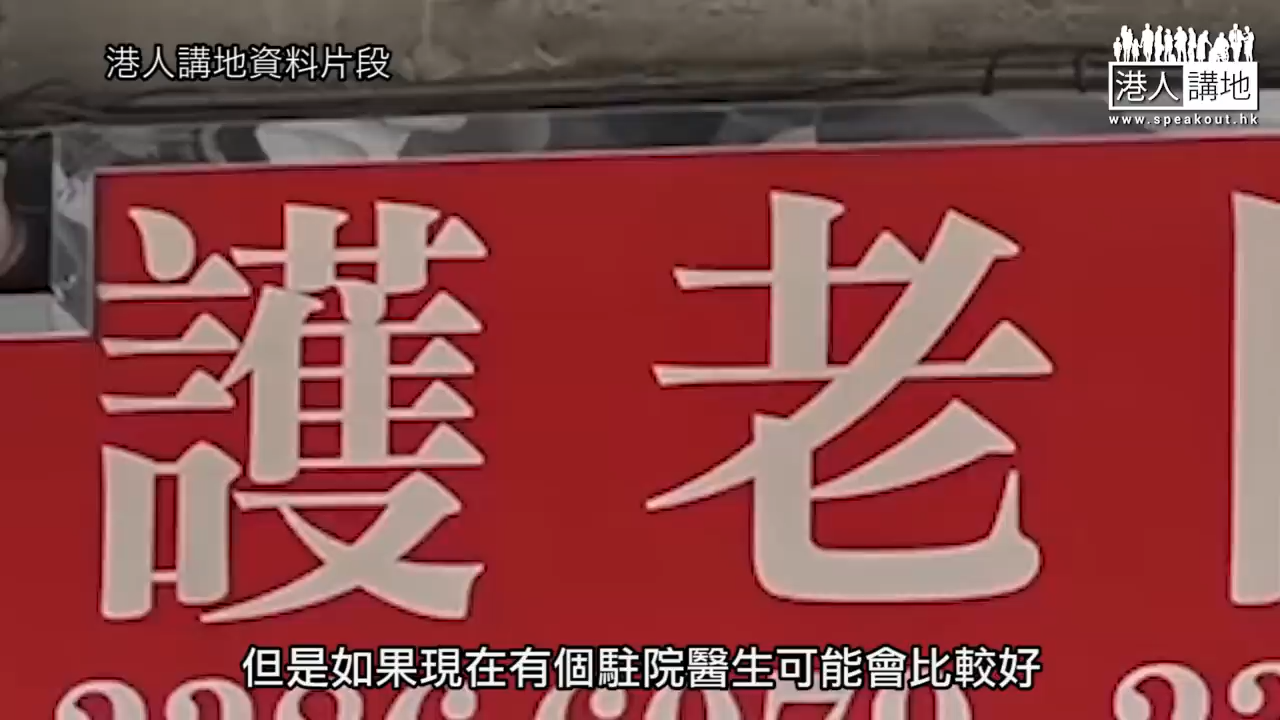 港人講地資料片段
港人講地
www.speakout.hk
護老
但是如果現在有個駐院醫生可能會比較好